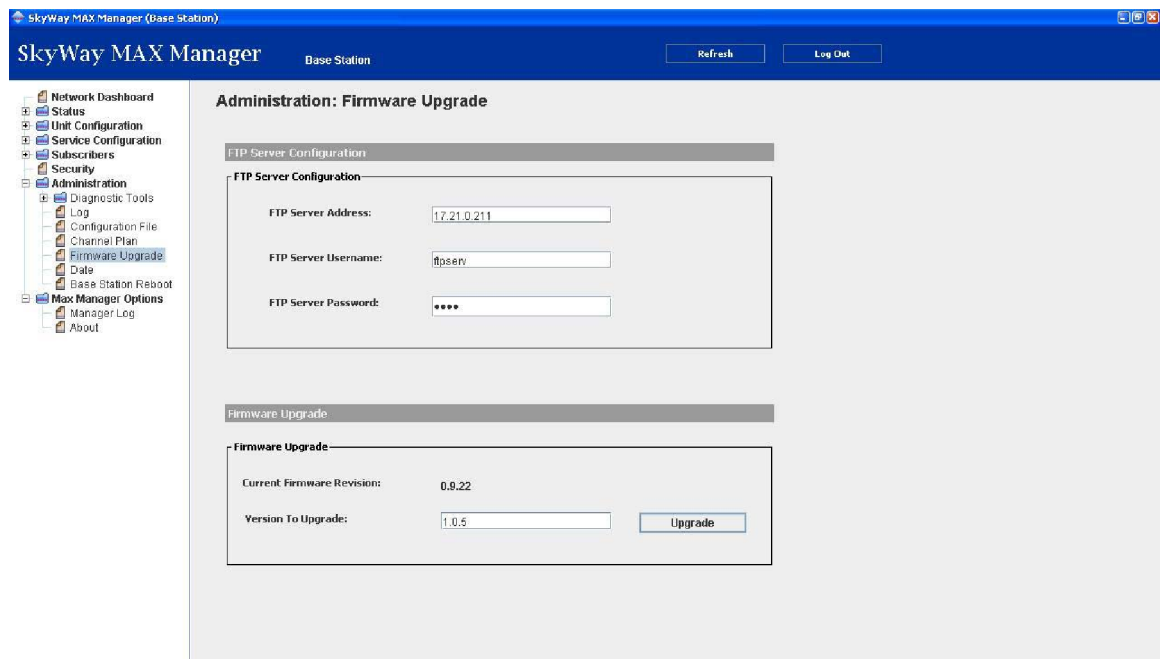 SkyWay MAX Manager (Base Station)
SkyWay MAX Manager Base Station Refresh Log Out
Network Dashboard
Status
Unit Configuration
Service Configuration
Subscribers
Security
Administration
Diagnostic Tools
Log
Configuration File
Channel Plan
Firmware Upgrade
Date
Base Station Reboot
Max Manager Options
Manager Log
About
Administration: Firmware Upgrade
FTP Server Configuration
FTP Server Configuration
FTP Server Address: 17.21.0.211
FTP Server Username: ftpserv
FTP Server Password: ••••
Firmware Upgrade
Firmware Upgrade
Current Firmware Revision: 0.9.22
Version To Upgrade: 1.0.5 Upgrade